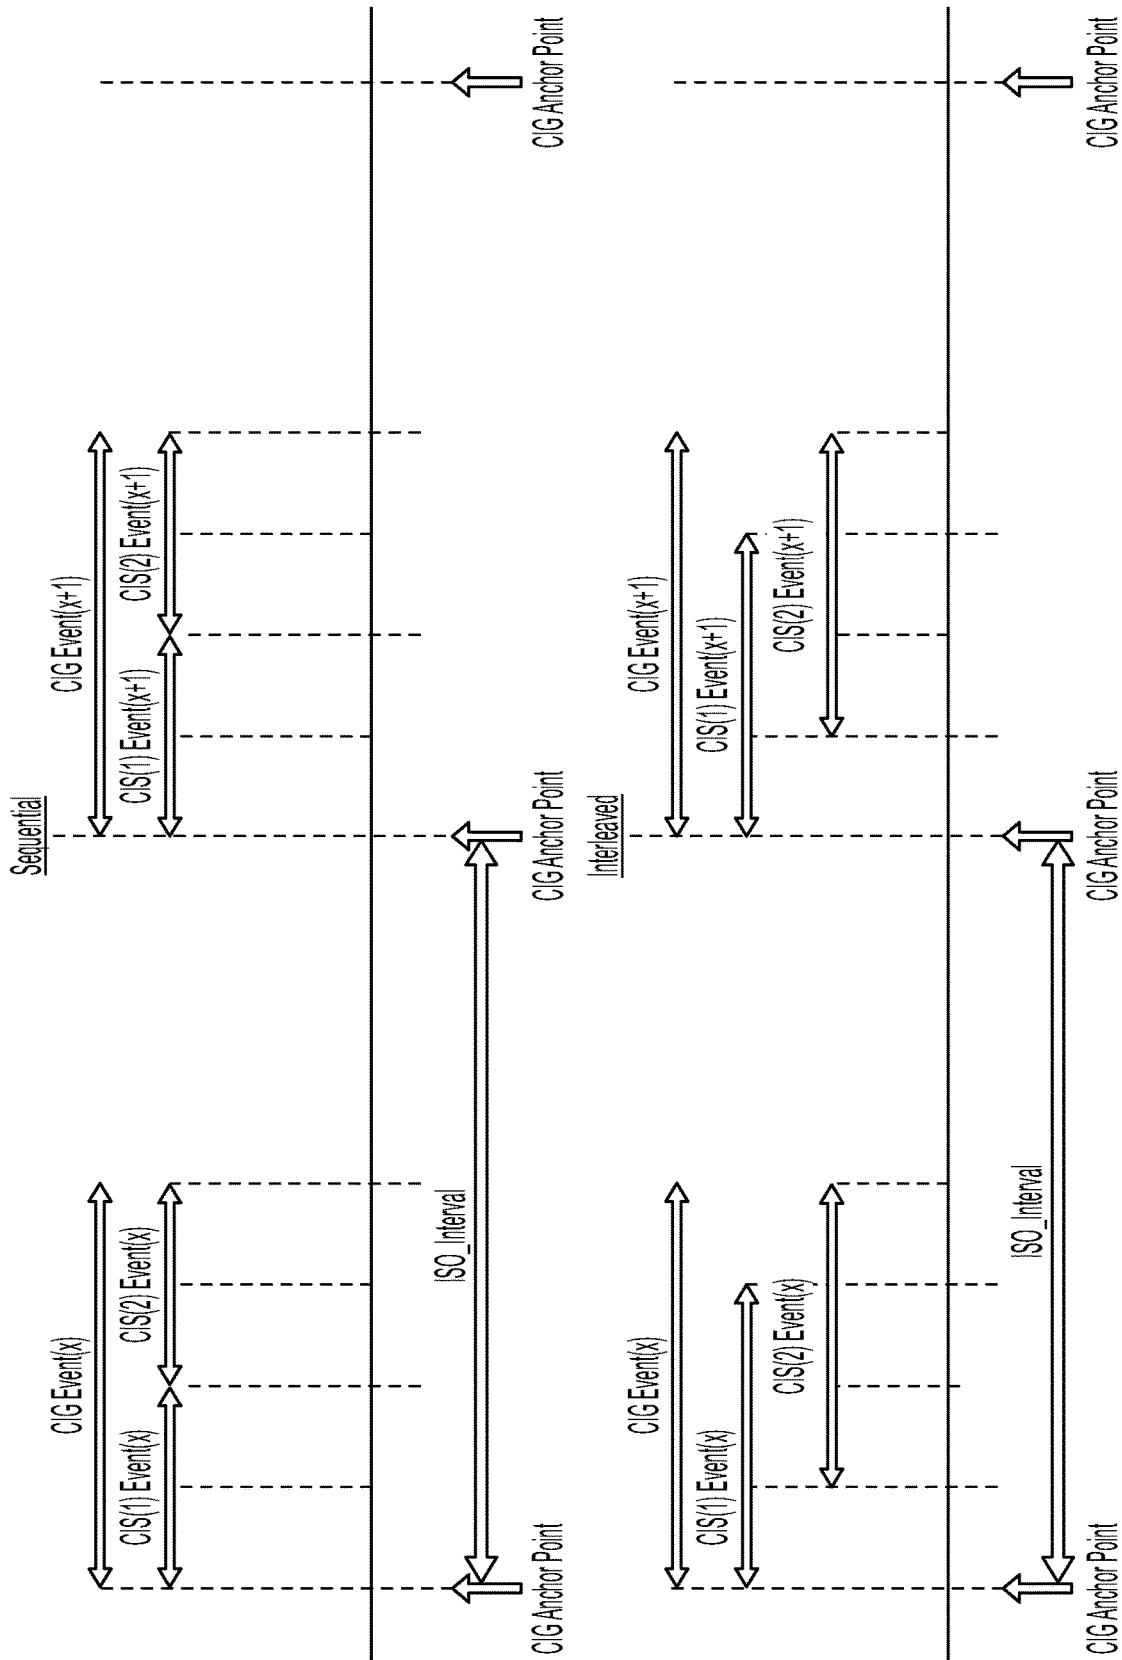 Sequential
CIG Event(x)
CIG Event(x+1)
CIS(1) Event(x)
CIS(2) Event(x)
CIS(1) Event(x+1)
CIS(2) Event(x+1)
ISO_Interval
CIG Anchor Point
CIG Anchor Point
CIG Anchor Point
Interleaved
CIG Event(x)
CIG Event(x+1)
CIS(1) Event(x)
CIS(1) Event(x+1)
CIS(2) Event(x)
CIS(2) Event(x+1)
ISO_Interval
CIG Anchor Point
CIG Anchor Point
CIG Anchor Point